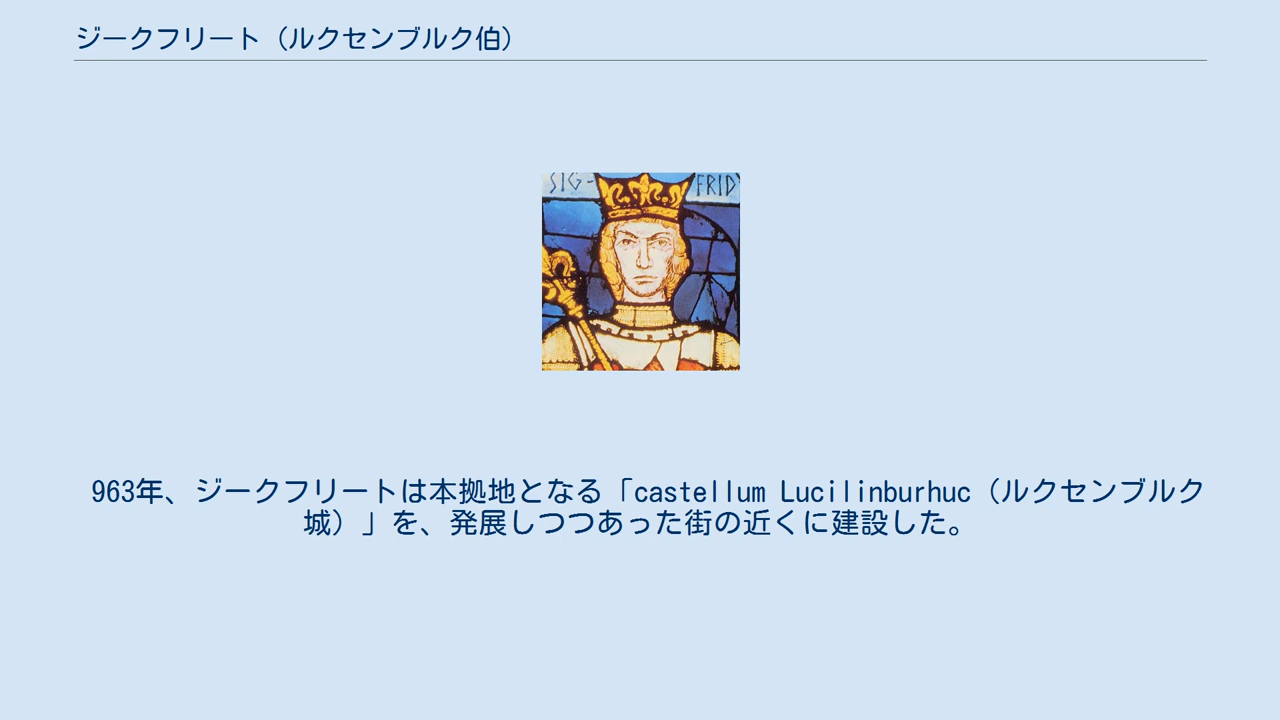 ジークフリート（ルクセンブルク伯）
SIG-
FRID
963年、ジークフリートは本拠地となる「castellum Lucilinburhuc（ルクセンブルク
城）」を、発展しつつあった街の近くに建設した。